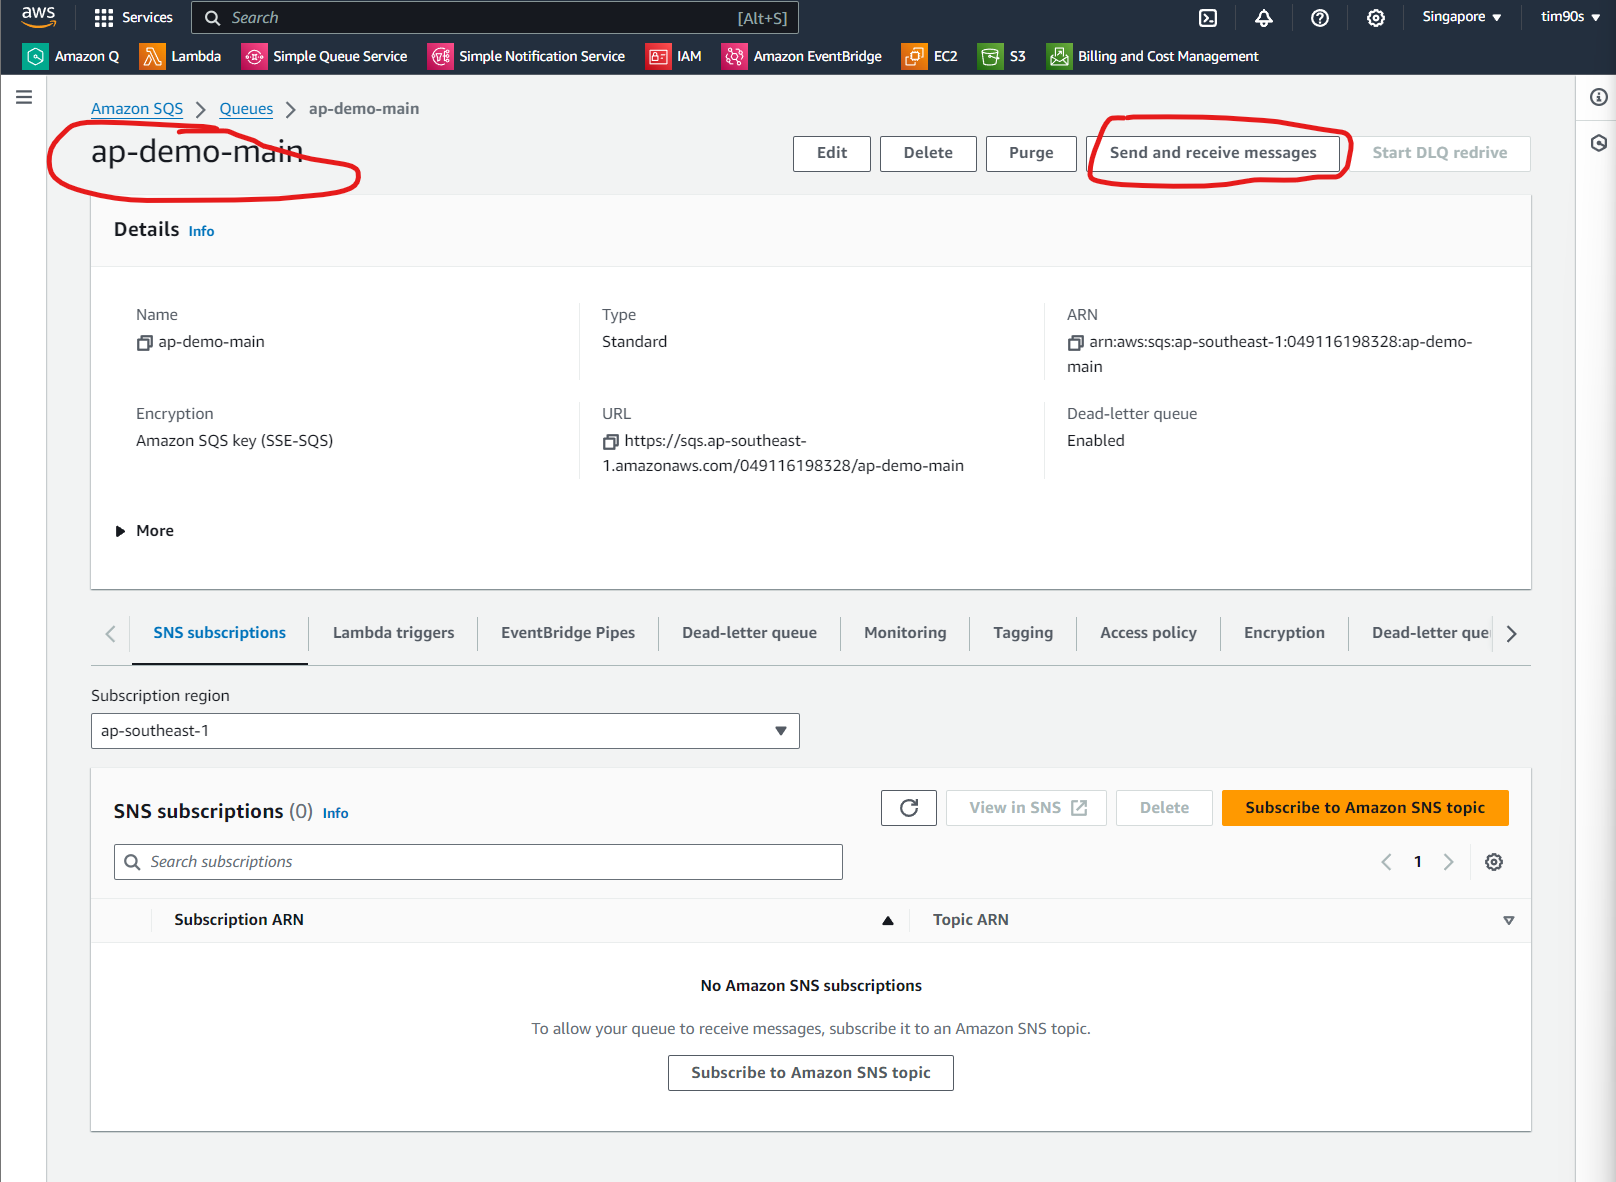 aws
Services
Search
[Alt+S]
Singapore
tim90s
Amazon Q
Lambda
Simple Queue Service
Simple Notification Service
IAM
Amazon EventBridge
EC2
S3
Billing and Cost Management
Amazon SQS
Queues
ap-demo-main
ap-demo-main
Edit
Delete
Purge
Send and receive messages
Start DLQ redrive
Details Info
Name
ap-demo-main
Type
Standard
ARN
arn:aws:sqs:ap-southeast-1:049116198328:ap-demo-
main
Encryption
Amazon SQS key (SSE-SQS)
URL
https://sqs.ap-southeast-
1.amazonaws.com/049116198328/ap-demo-main
Dead-letter queue
Enabled
More
SNS subscriptions
Lambda triggers
EventBridge Pipes
Dead-letter queue
Monitoring
Tagging
Access policy
Encryption
Dead-letter que
Subscription region
ap-southeast-1
SNS subscriptions (0) Info
View in SNS
Delete
Subscribe to Amazon SNS topic
Search subscriptions
1
Subscription ARN
Topic ARN
No Amazon SNS subscriptions
To allow your queue to receive messages, subscribe it to an Amazon SNS topic.
Subscribe to Amazon SNS topic